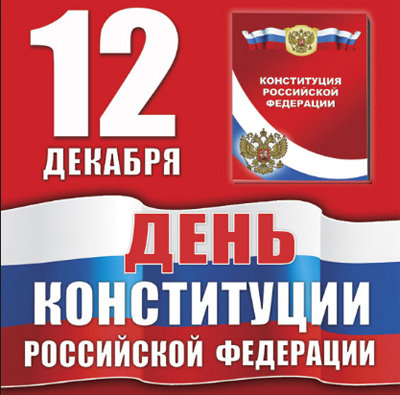 12
ДЕКАБРЯ
КОНСТИТУЦИЯ
РОССИЙСКОЙ
ФЕДЕРАЦИИ
ДЕНЬ
КОНСТИТУЦИИ
РОССИЙСКОЙ ФЕДЕРАЦИИ